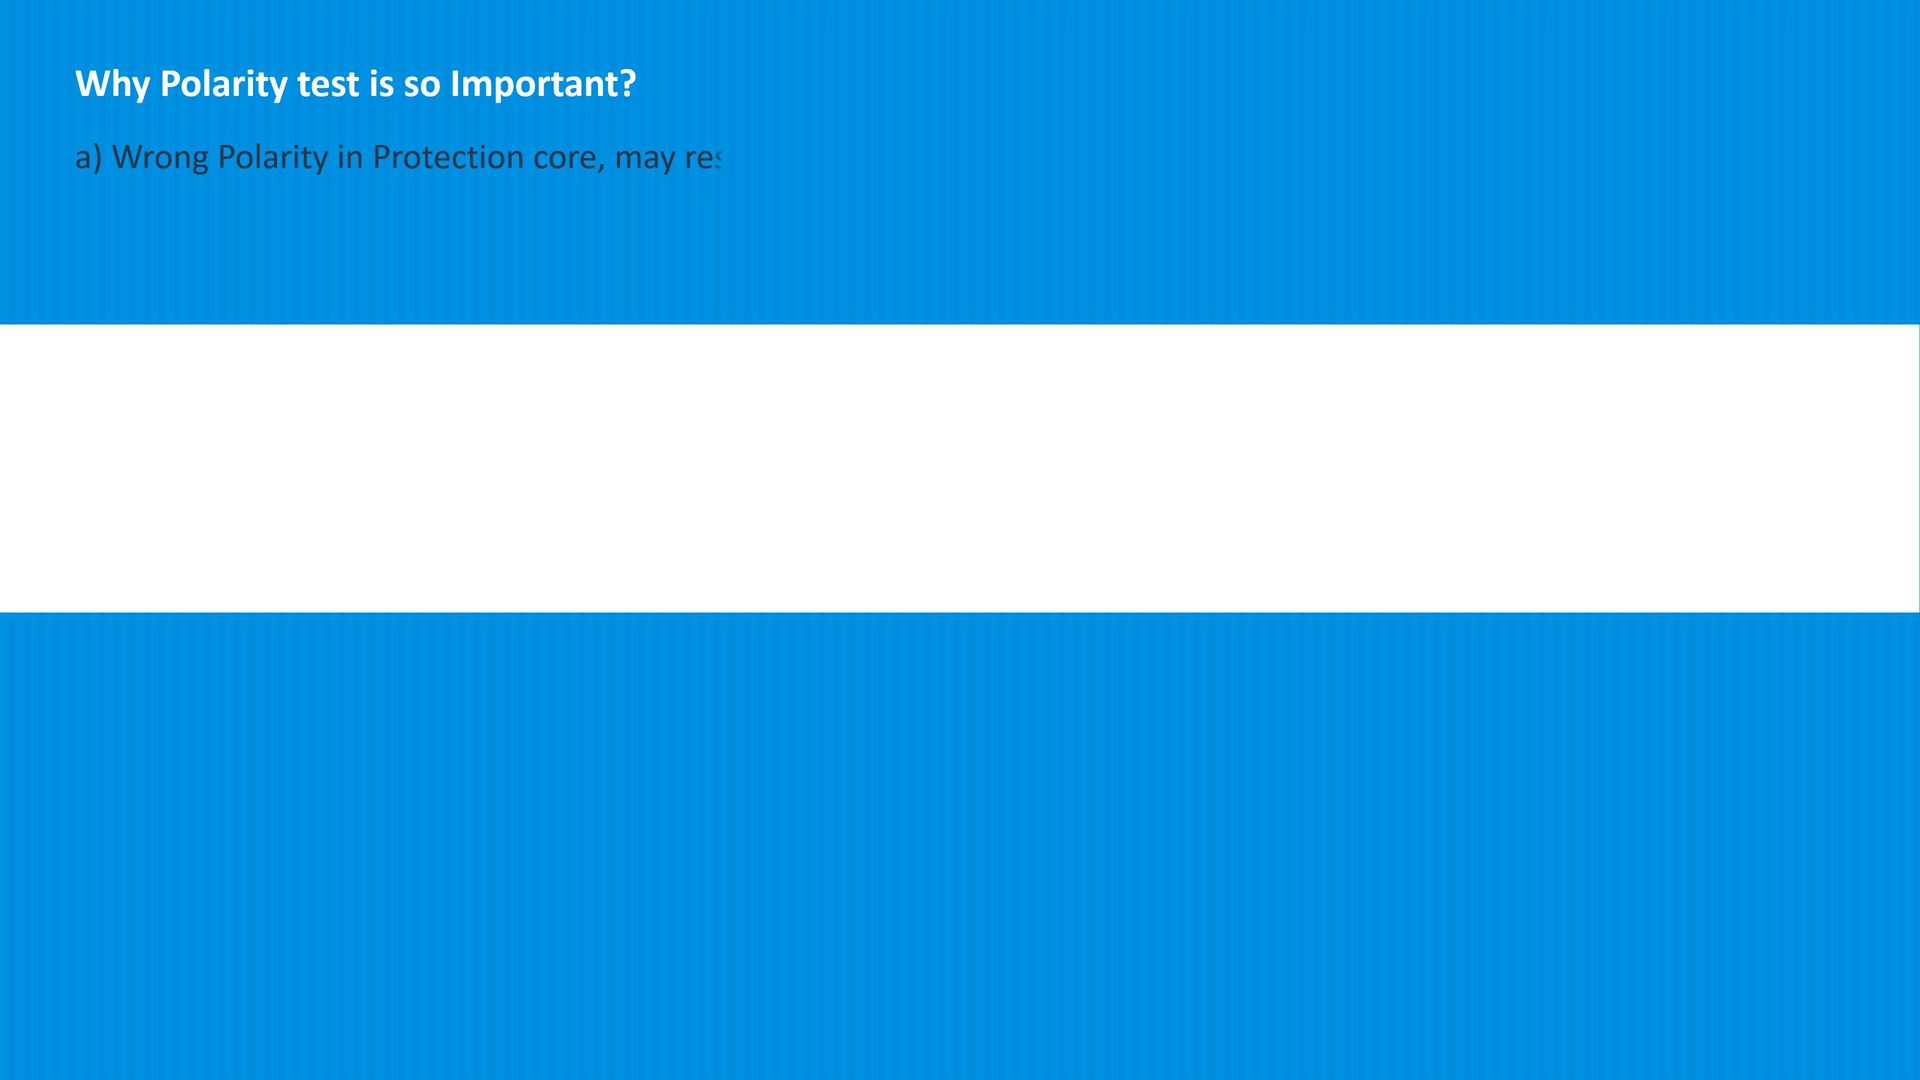 Why Polarity test is so Important?
a) Wrong Polarity in Protection core, may